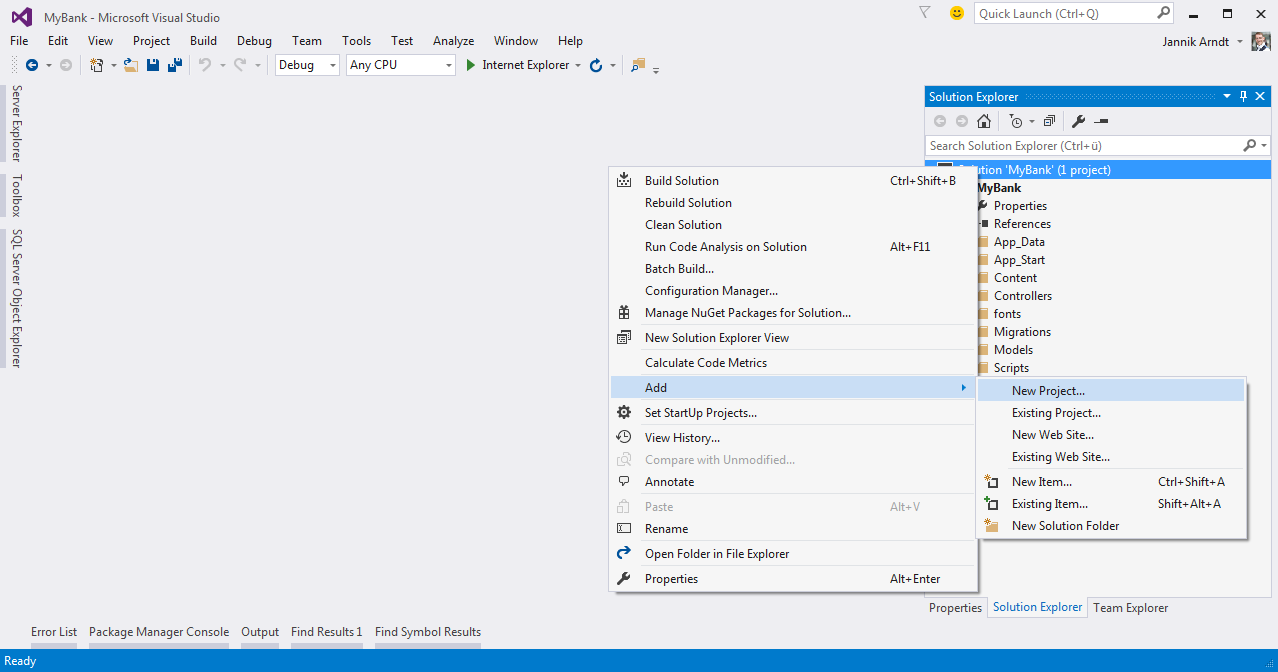 MyBank - Microsoft Visual Studio
Quick Launch (Ctrl+Q)
File Edit View Project Build Debug Team Tools Test Analyze Window Help
Jannik Arndt
Debug Any CPU Internet Explorer
Server Explorer
Toolbox
SQL Server Object Explorer
Solution Explorer
Search Solution Explorer (Ctrl+ü)
ution 'MyBank' (1 project)
MyBank
Properties
References
App_Data
App_Start
Content
Controllers
fonts
Migrations
Models
Scripts
Build Solution Ctrl+Shift+B
Rebuild Solution
Clean Solution
Run Code Analysis on Solution Alt+F11
Batch Build...
Configuration Manager...
Manage NuGet Packages for Solution...
New Solution Explorer View
Calculate Code Metrics
Add
Set StartUp Projects...
View History...
Compare with Unmodified...
Annotate
Paste Alt+V
Rename
Open Folder in File Explorer
Properties Alt+Enter
New Project...
Existing Project...
New Web Site...
Existing Web Site...
New Item... Ctrl+Shift+A
Existing Item... Shift+Alt+A
New Solution Folder
Properties Solution Explorer Team Explorer
Error List Package Manager Console Output Find Results 1 Find Symbol Results
Ready